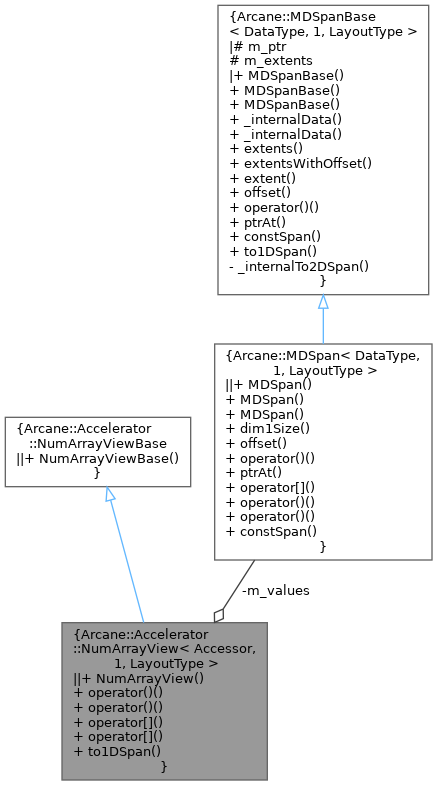 {Arcane::MDSpanBase
< DataType, 1, LayoutType >
|# m_ptr
# m_extents
|+ MDSpanBase()
+ MDSpanBase()
+ MDSpanBase()
+ _internalData()
+ _internalData()
+ extents()
+ extentsWithOffset()
+ extent()
+ offset()
+ operator()()
+ ptrAt()
+ constSpan()
+ to1DSpan()
- _internalTo2DSpan()
}
{Arcane::MDSpan< DataType,
1, LayoutType >
||+ MDSpan()
+ MDSpan()
+ MDSpan()
+ dim1Size()
+ offset()
+ operator()()
+ ptrAt()
+ operator[]()
+ operator()()
+ operator()()
+ constSpan()
}
{Arcane::Accelerator
::NumArrayViewBase
||+ NumArrayViewBase()
}
-m_values
{Arcane::Accelerator
::NumArrayView< Accessor,
1, LayoutType >
||+ NumArrayView()
+ operator()()
+ operator()()
+ operator[]()
+ operator[]()
+ to1DSpan()
}